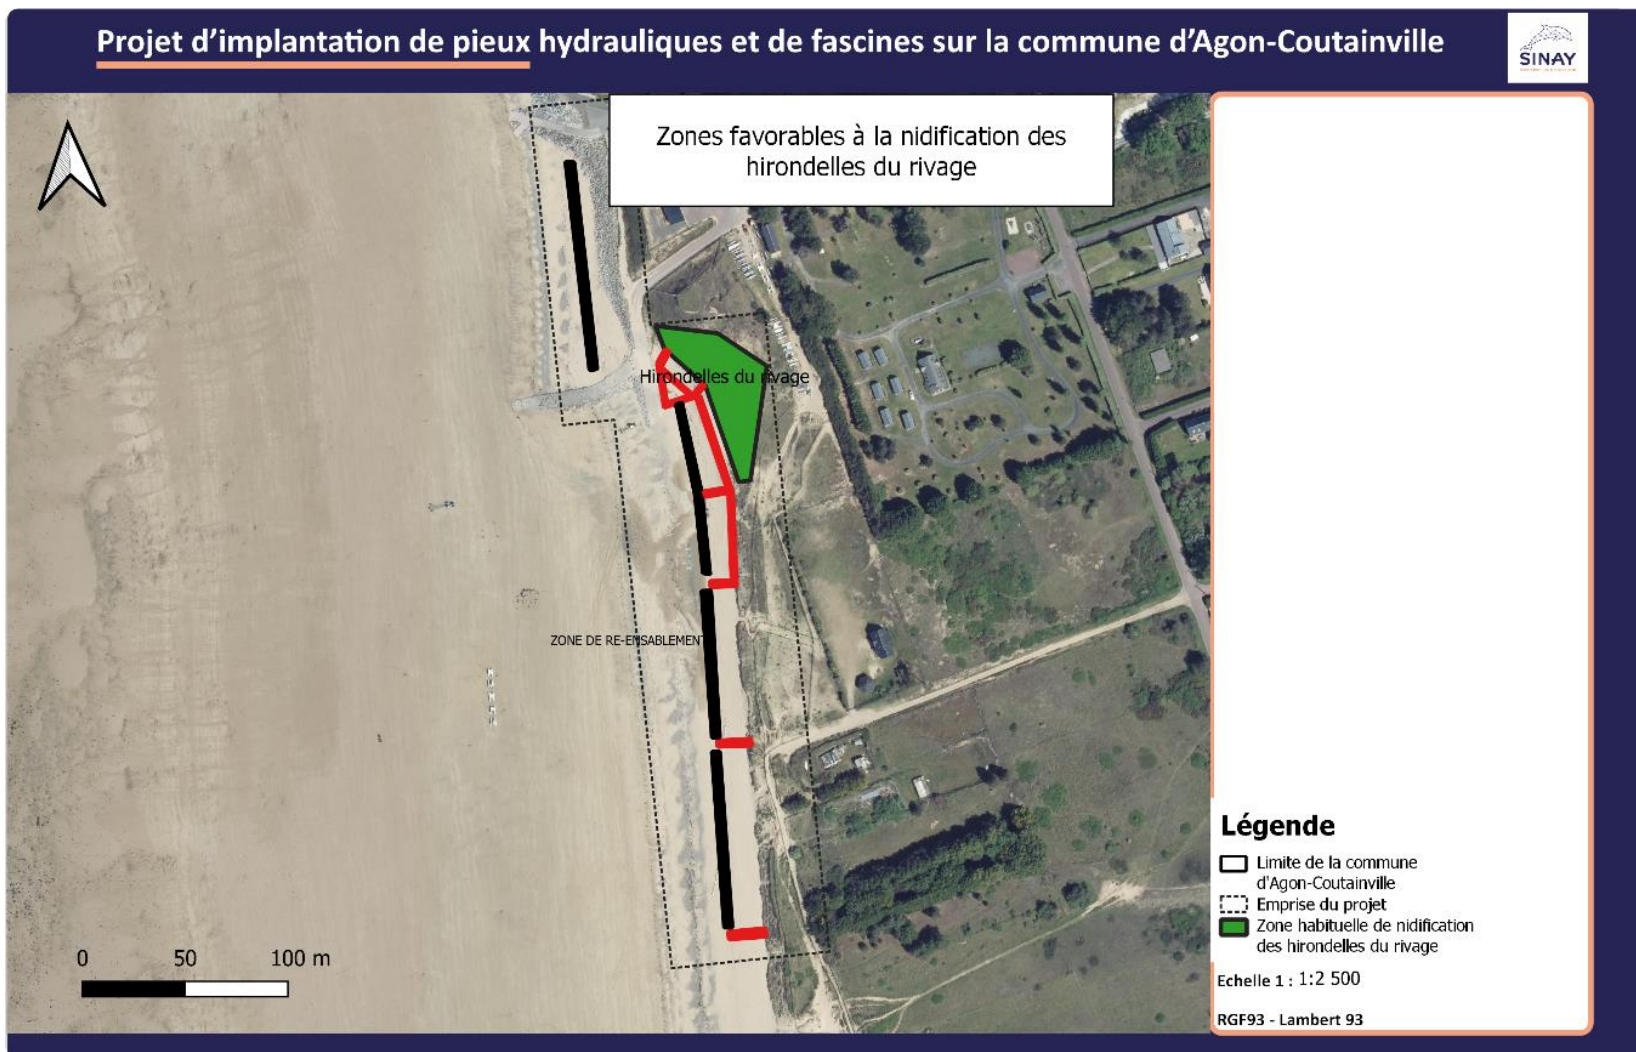 Projet d'implantation de pieux hydrauliques et de fascines sur la commune d'Agon-Coutainville
SINAY
Zones favorables à la nidification des
hirondelles du rivage
Hirondelles du rivage
ZONE DE RE-ENSABLEMENT
0 50 100 m
Légende
Limite de la commune
d'Agon-Coutainville
Emprise du projet
Zone habituelle de nidification
des hirondelles du rivage
Echelle 1 : 1:2 500
RGF93 - Lambert 93